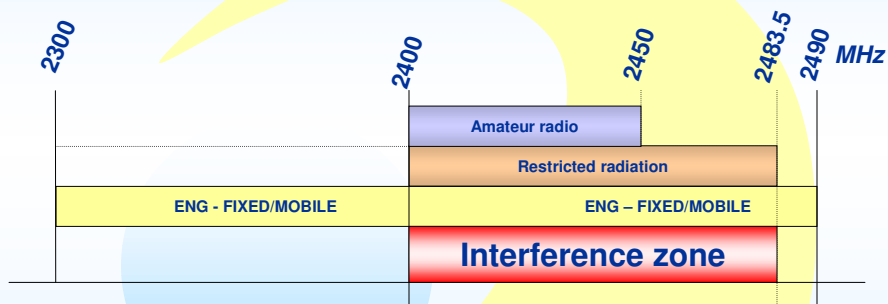 2300
2400
2450
2483.5
2490
MHz
Amateur radio
Restricted radiation
ENG - FIXED/MOBILE
ENG – FIXED/MOBILE
Interference zone